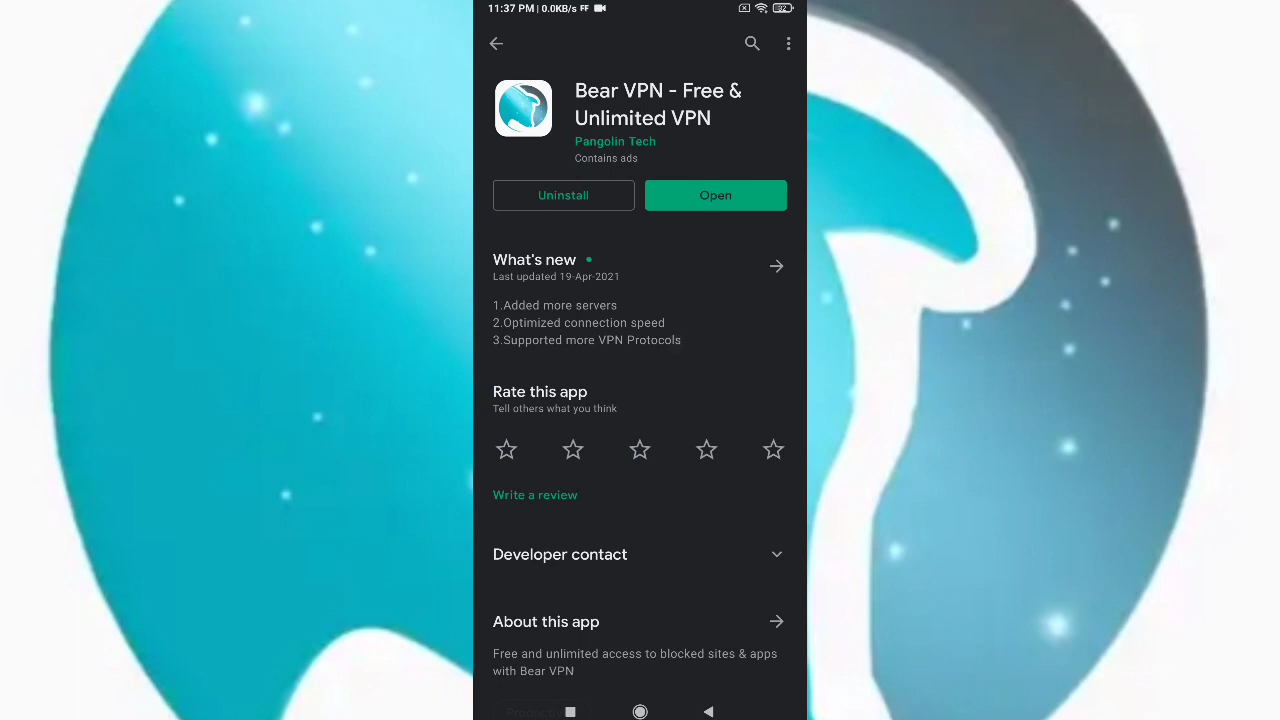 11:37 PM | 0.0KB/s FF
92
Bear VPN - Free &
Unlimited VPN
Pangolin Tech
Contains ads
Uninstall
Open
What's new
Last updated 19-Apr-2021
1.Added more servers
2.Optimized connection speed
3.Supported more VPN Protocols
Rate this app
Tell others what you think
Write a review
Developer contact
About this app
Free and unlimited access to blocked sites & apps
with Bear VPN